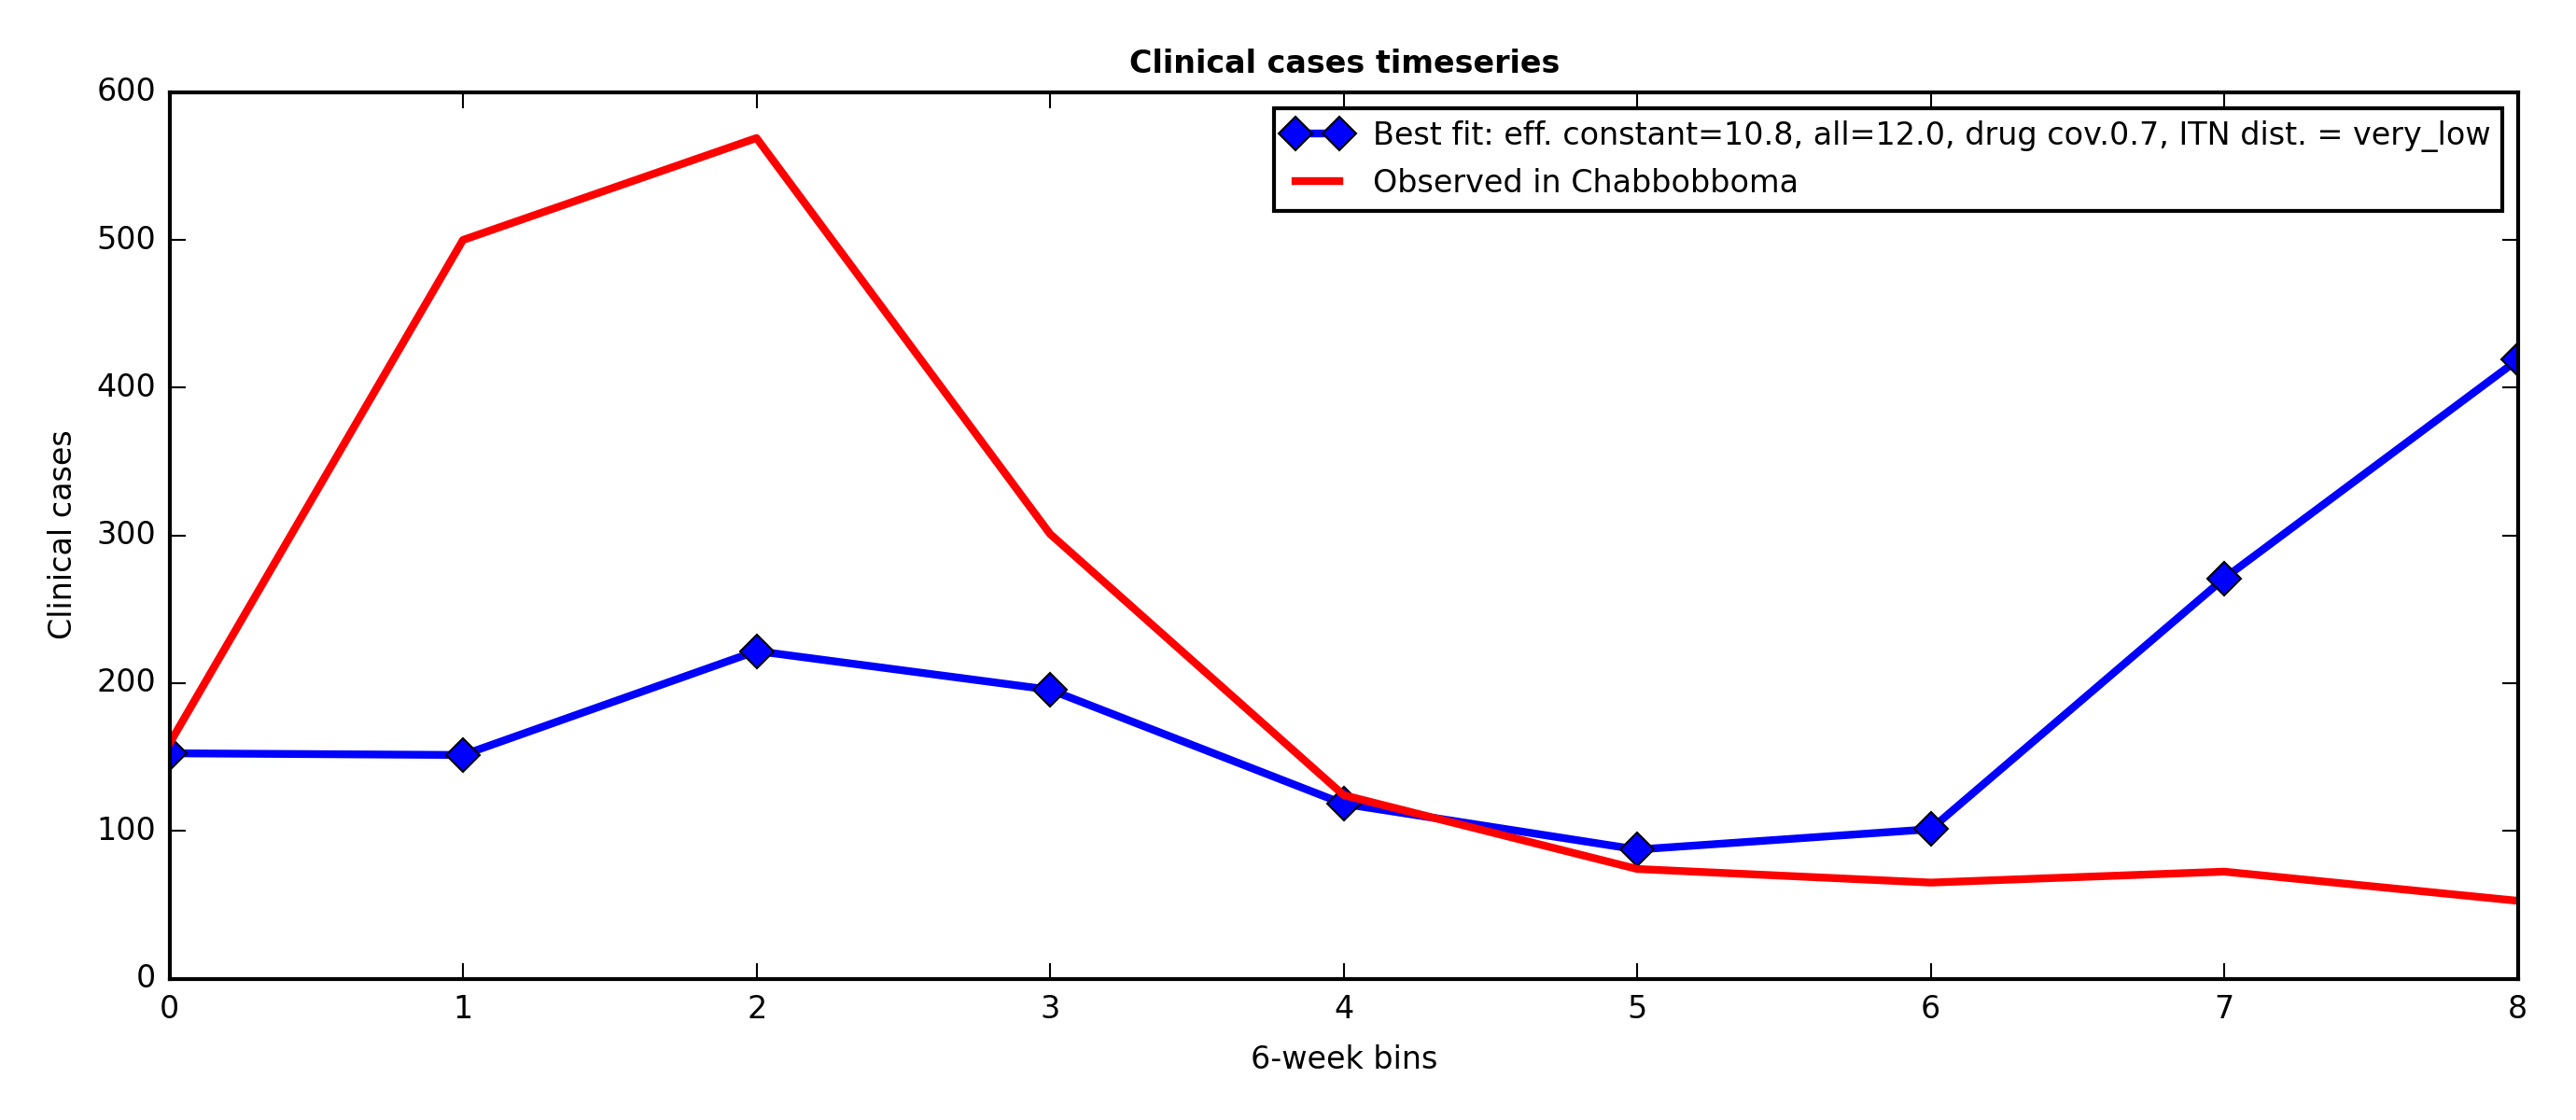 Clinical cases timeseries
600
500
400
300
200
100
0
Clinical cases
Best fit: eff. constant=10.8, all=12.0, drug cov.0.7, ITN dist. = very_low
Observed in Chabbobboma
0 1 2 3 4 5 6 7 8
6-week bins